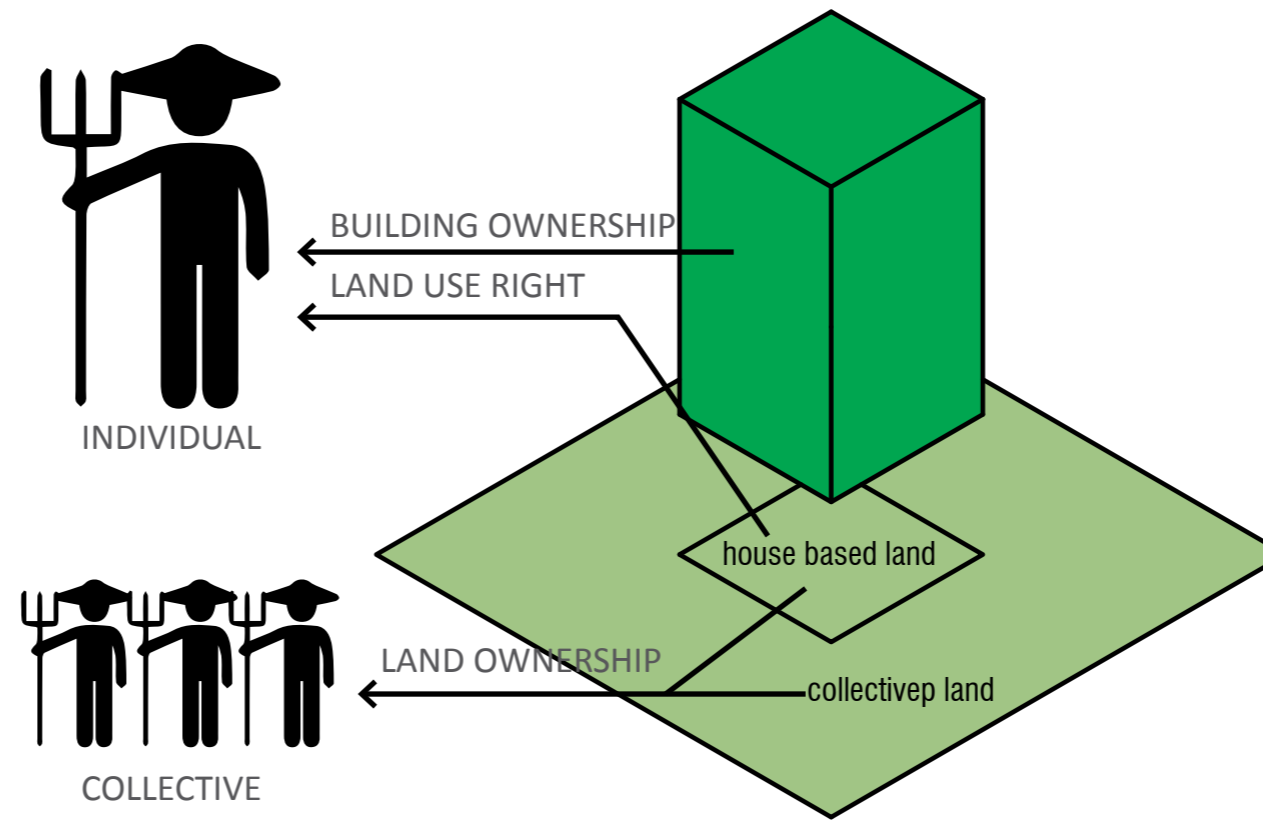 BUILDING OWNERSHIP
LAND USE RIGHT
INDIVIDUAL
house based land
LAND OWNERSHIP
collectivep land
COLLECTIVE